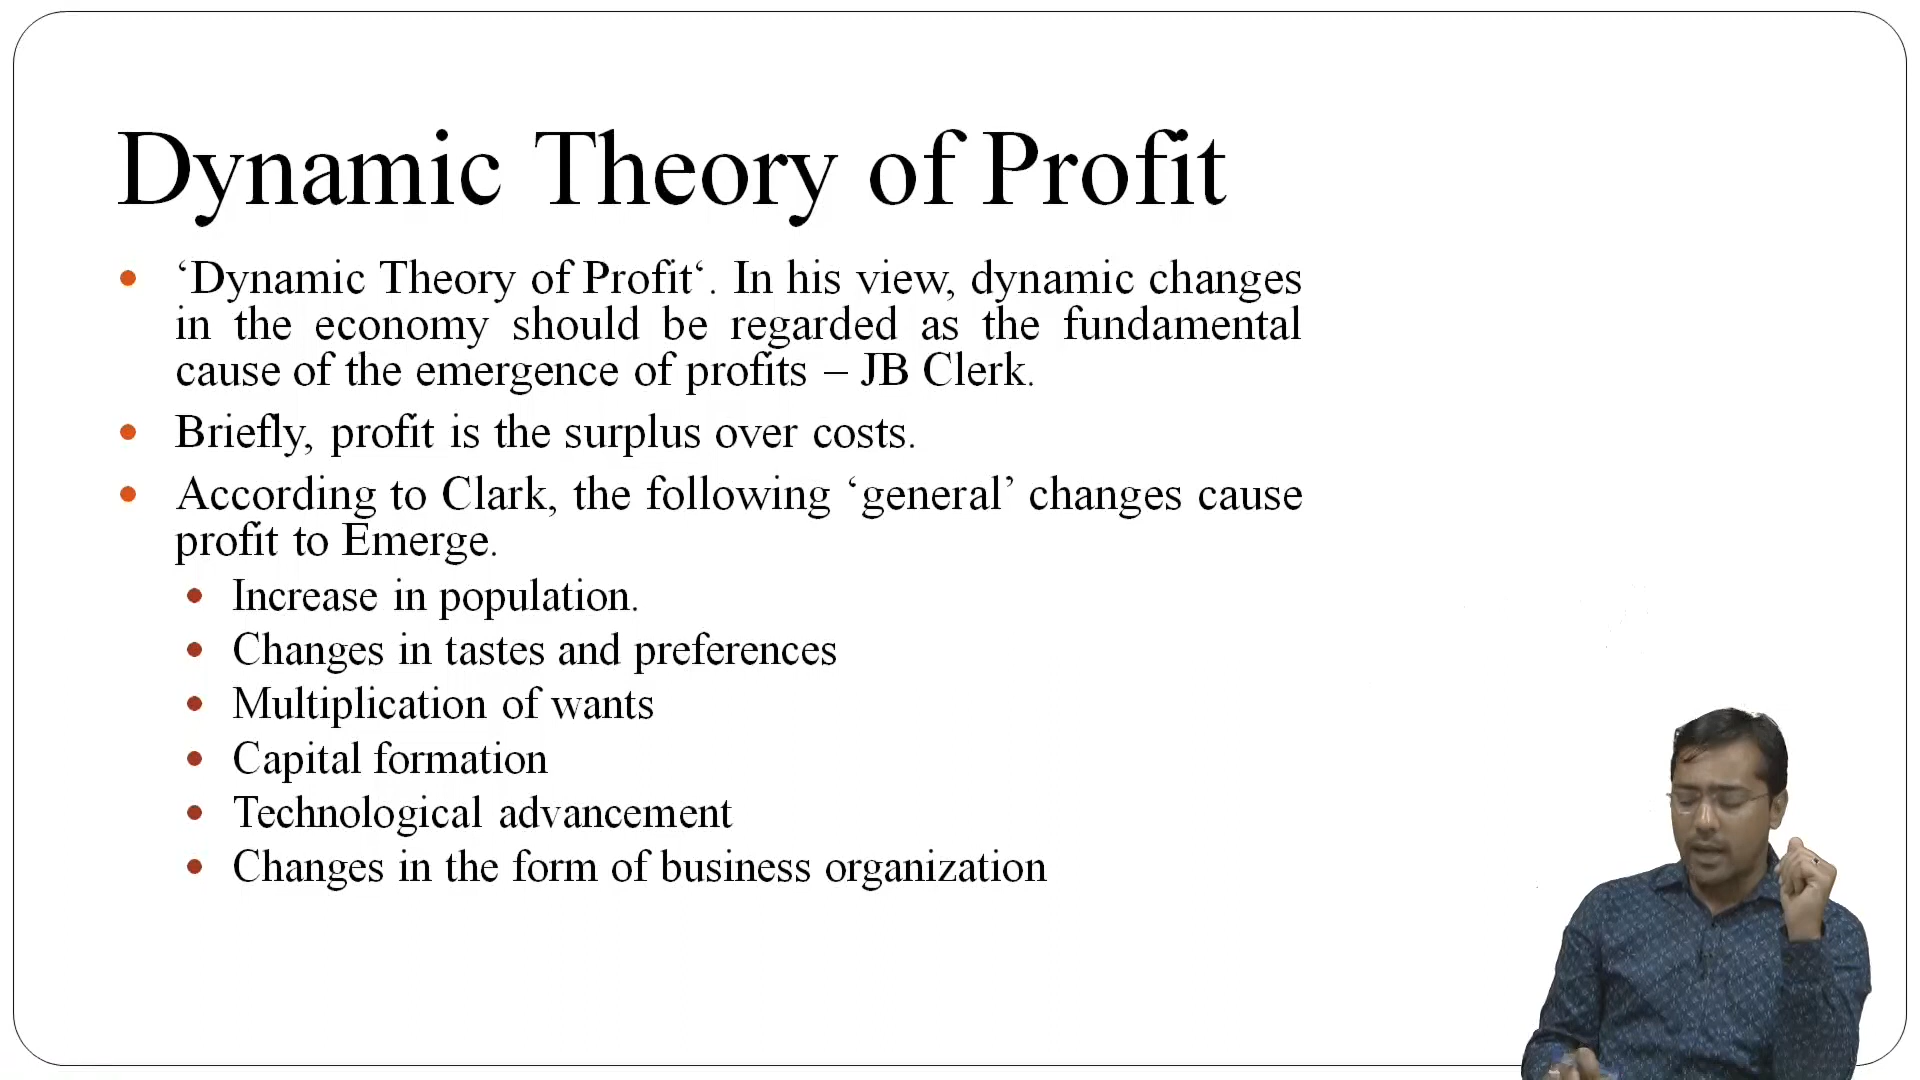 Dynamic Theory of Profit
‘Dynamic Theory of Profit‘. In his view, dynamic changes
in the economy should be regarded as the fundamental
cause of the emergence of profits – JB Clerk.
Briefly, profit is the surplus over costs.
According to Clark, the following ‘general’ changes cause
profit to Emerge.
Increase in population.
Changes in tastes and preferences
Multiplication of wants
Capital formation
Technological advancement
Changes in the form of business organization